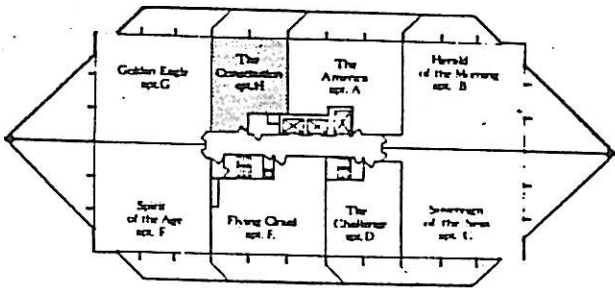 Golden Eagle
apt. G
The
Constitution
apt. H
The
America
apt. A
Herald
of the Morning
apt. B
Spirit
of the Age
apt. F
Flying Cloud
apt. E
The
Challenge
apt. D
Sovereign
of the Seas
apt. C